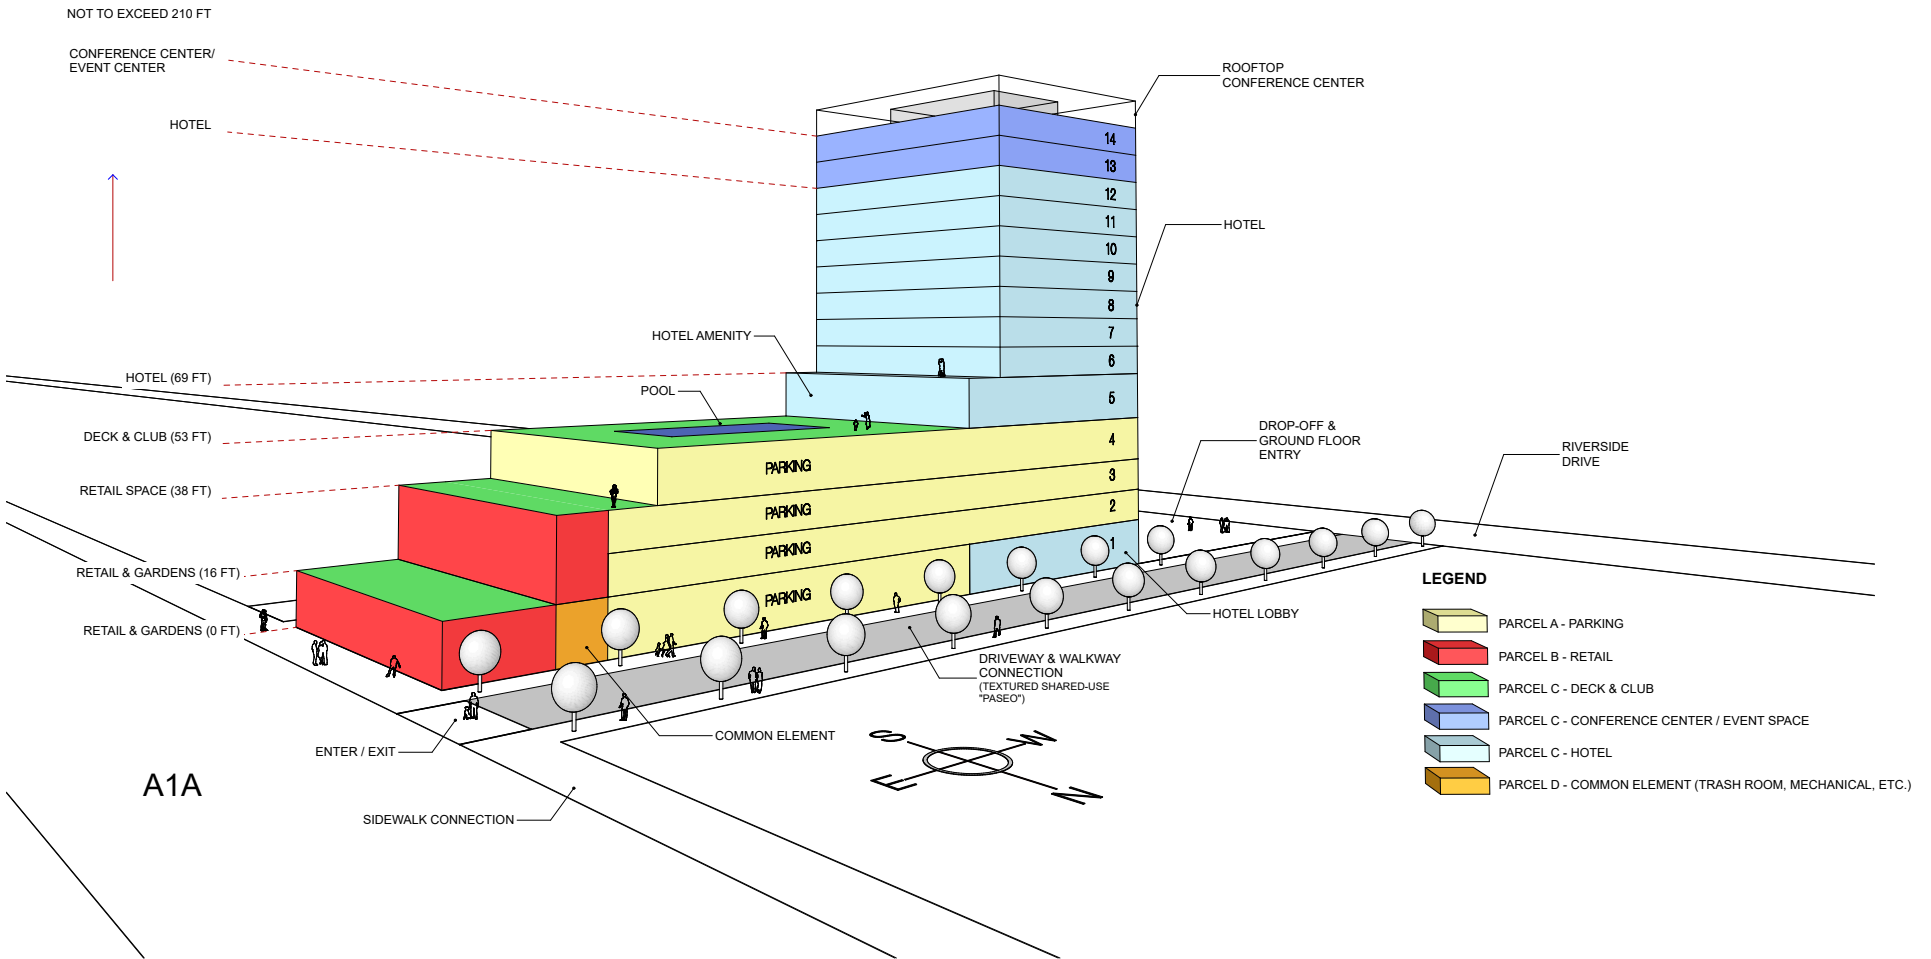 NOT TO EXCEED 210 FT
CONFERENCE CENTER/
EVENT CENTER
HOTEL
HOTEL (69 FT)
DECK & CLUB (53 FT)
RETAIL SPACE (38 FT)
RETAIL & GARDENS (16 FT)
RETAIL & GARDENS (0 FT)
ROOFTOP
CONFERENCE CENTER
14
13
12
11
10
9
8
7
6
5
4
3
2
1
HOTEL
HOTEL AMENITY
POOL
PARKING
PARKING
PARKING
PARKING
DROP-OFF &
GROUND FLOOR
ENTRY
RIVERSIDE
DRIVE
HOTEL LOBBY
DRIVEWAY & WALKWAY
CONNECTION
(TEXTURED SHARED-USE
"PASEO")
COMMON ELEMENT
ENTER / EXIT
A1A
SIDEWALK CONNECTION
S
W
E
N
LEGEND
PARCEL A - PARKING
PARCEL B - RETAIL
PARCEL C - DECK & CLUB
PARCEL C - CONFERENCE CENTER / EVENT SPACE
PARCEL C - HOTEL
PARCEL D - COMMON ELEMENT (TRASH ROOM, MECHANICAL, ETC.)